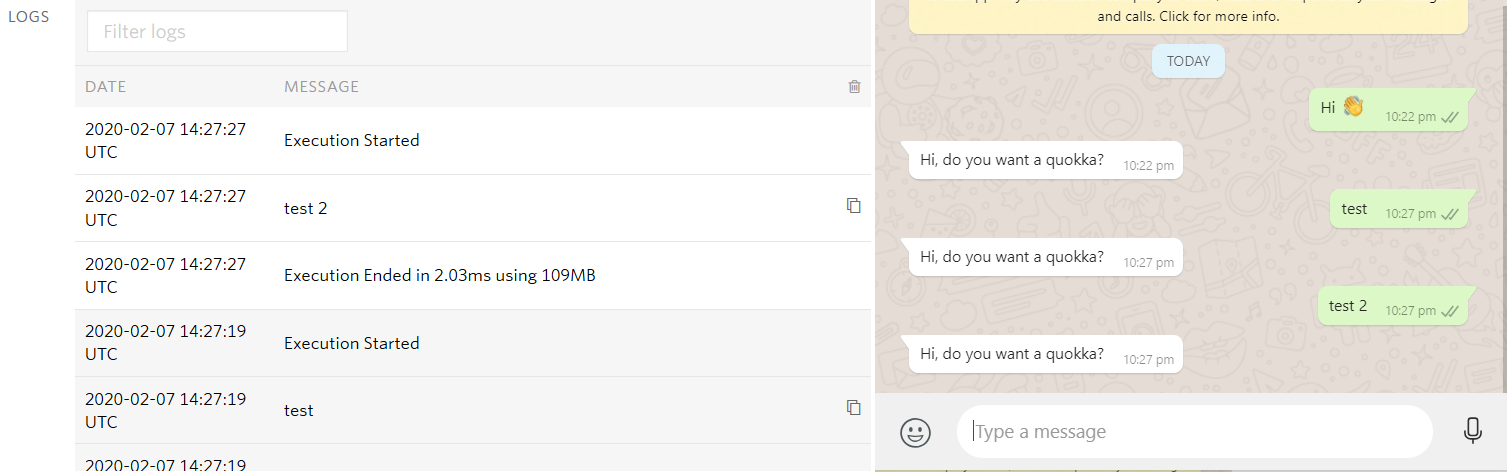 LOGS
Filter logs
DATE MESSAGE
2020-02-07 14:27:27
UTC
Execution Started
2020-02-07 14:27:27
UTC
test 2
2020-02-07 14:27:27
UTC
Execution Ended in 2.03ms using 109MB
2020-02-07 14:27:19
UTC
Execution Started
2020-02-07 14:27:19
UTC
test
2020-02-07 14:27:19
and calls. Click for more info.
TODAY
Hi 👋 10:22 pm
Hi, do you want a quokka? 10:22 pm
test 10:27 pm
Hi, do you want a quokka? 10:27 pm
test 2 10:27 pm
Hi, do you want a quokka? 10:27 pm
Type a message